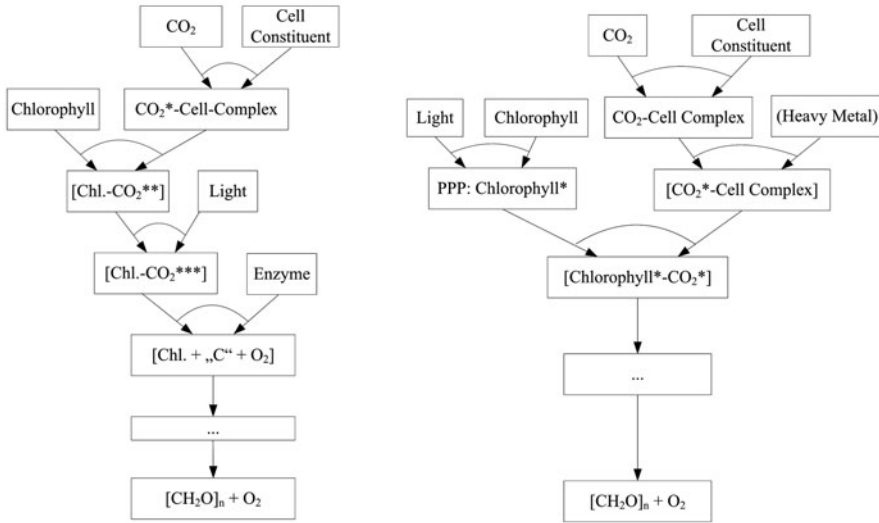 CO₂
Cell
Constituent
Chlorophyll
CO₂*-Cell-Complex
[Chl.-CO₂**]
Light
[Chl.-CO₂***]
Enzyme
[Chl. + „C“ + O₂]
...
[CH₂O]ₙ + O₂
CO₂
Cell
Constituent
Light
Chlorophyll
CO₂-Cell Complex
(Heavy Metal)
PPP: Chlorophyll*
[CO₂*-Cell Complex]
[Chlorophyll*-CO₂*]
...
[CH₂O]ₙ + O₂